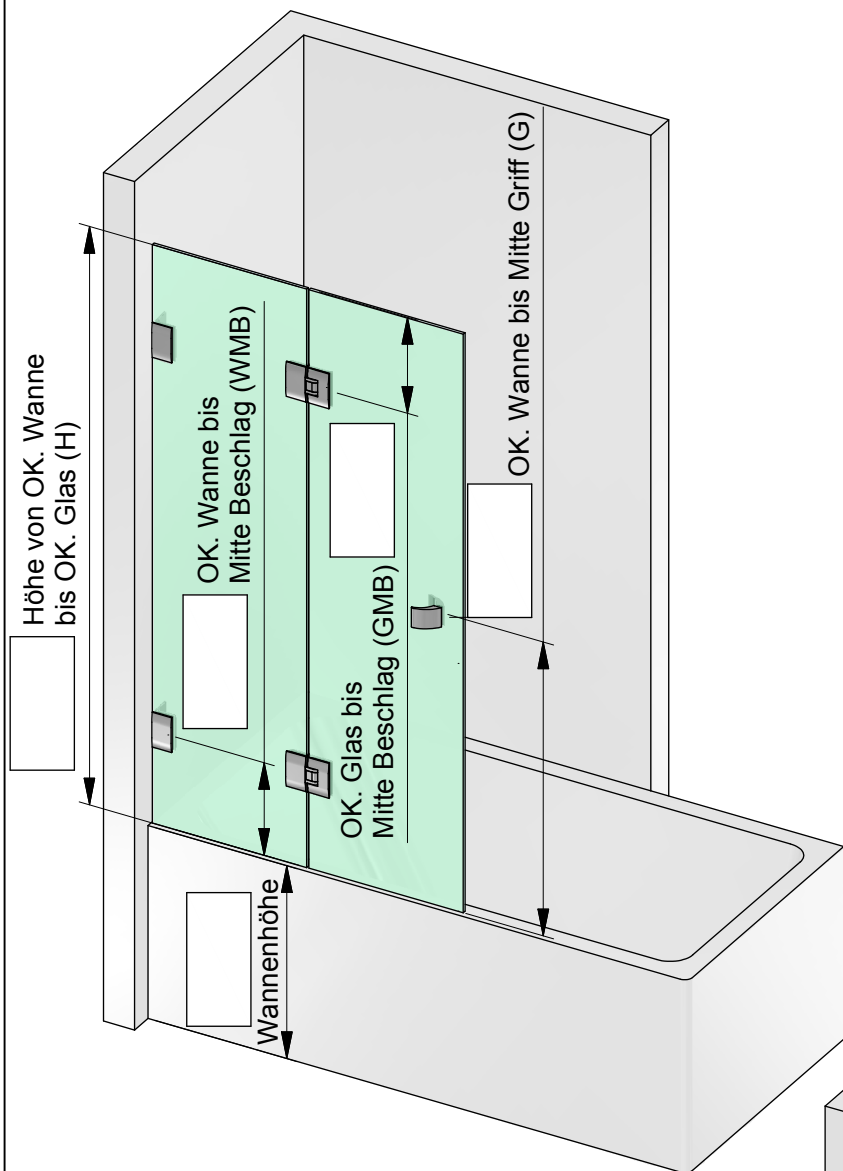 Höhe von OK. Wanne
bis OK. Glas (H)
OK. Wanne bis
Mitte Beschlag (WMB)
OK. Glas bis
Mitte Beschlag (GMB)
OK. Wanne bis Mitte Griff (G)
Wannenhöhe